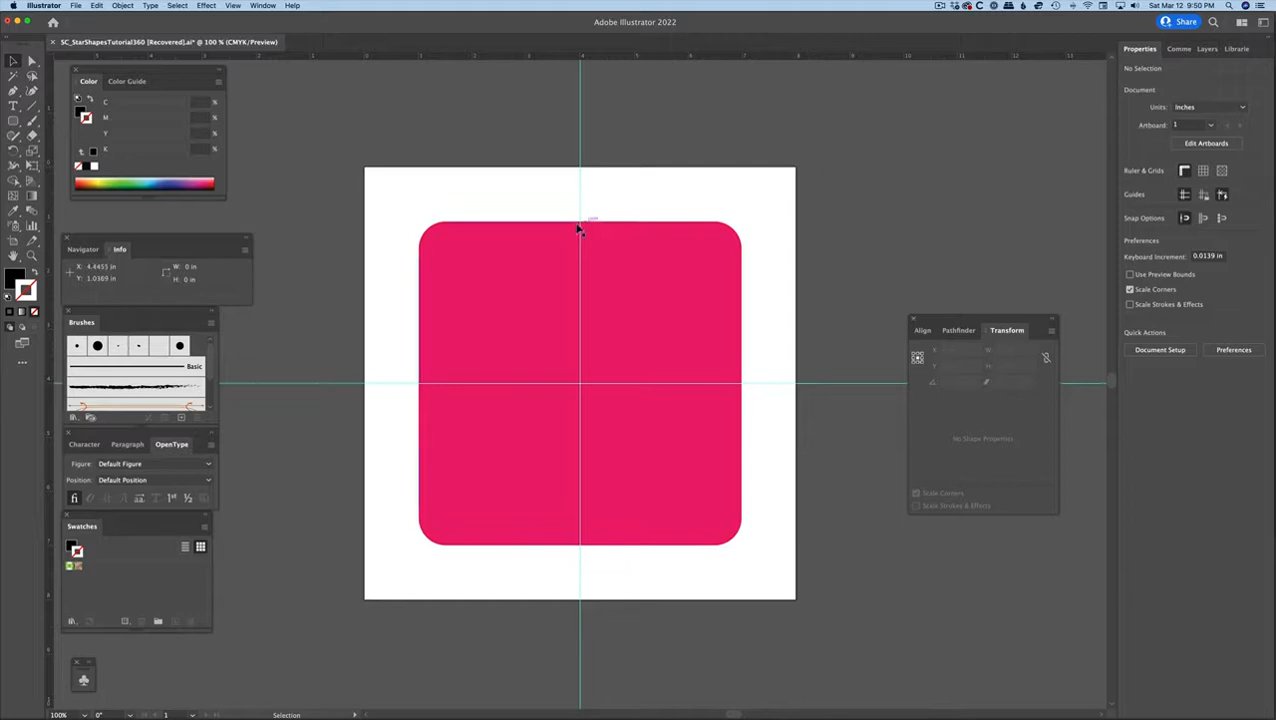 Illustrator File Edit Object Type Select Effect View Window Help
Sat Mar 12 9:50 PM
Adobe Illustrator 2022
Share
SC_StarShapesTutorial360 [Recovered].ai* @ 100 % (CMYK/Preview)
Color Color Guide
C %
M %
Y %
K %
Navigator Info
X: 4.4455 in
Y: 1.0369 in
W: 0 in
H: 0 in
Brushes
Basic
Character Paragraph OpenType
Figure: Default Figure
Position: Default Position
Swatches
Properties Comme Layers Librarie
No Selection
Document
Units: Inches
Artboard: 1
Edit Artboards
Ruler & Grids
Guides
Snap Options
Preferences
Keyboard Increment: 0.0139 in
Use Preview Bounds
Scale Corners
Scale Strokes & Effects
Quick Actions
Document Setup Preferences
Align Pathfinder Transform
X: W:
Y: H:
No Shape Properties
Scale Corners
Scale Strokes & Effects
100% 0° 1 Selection